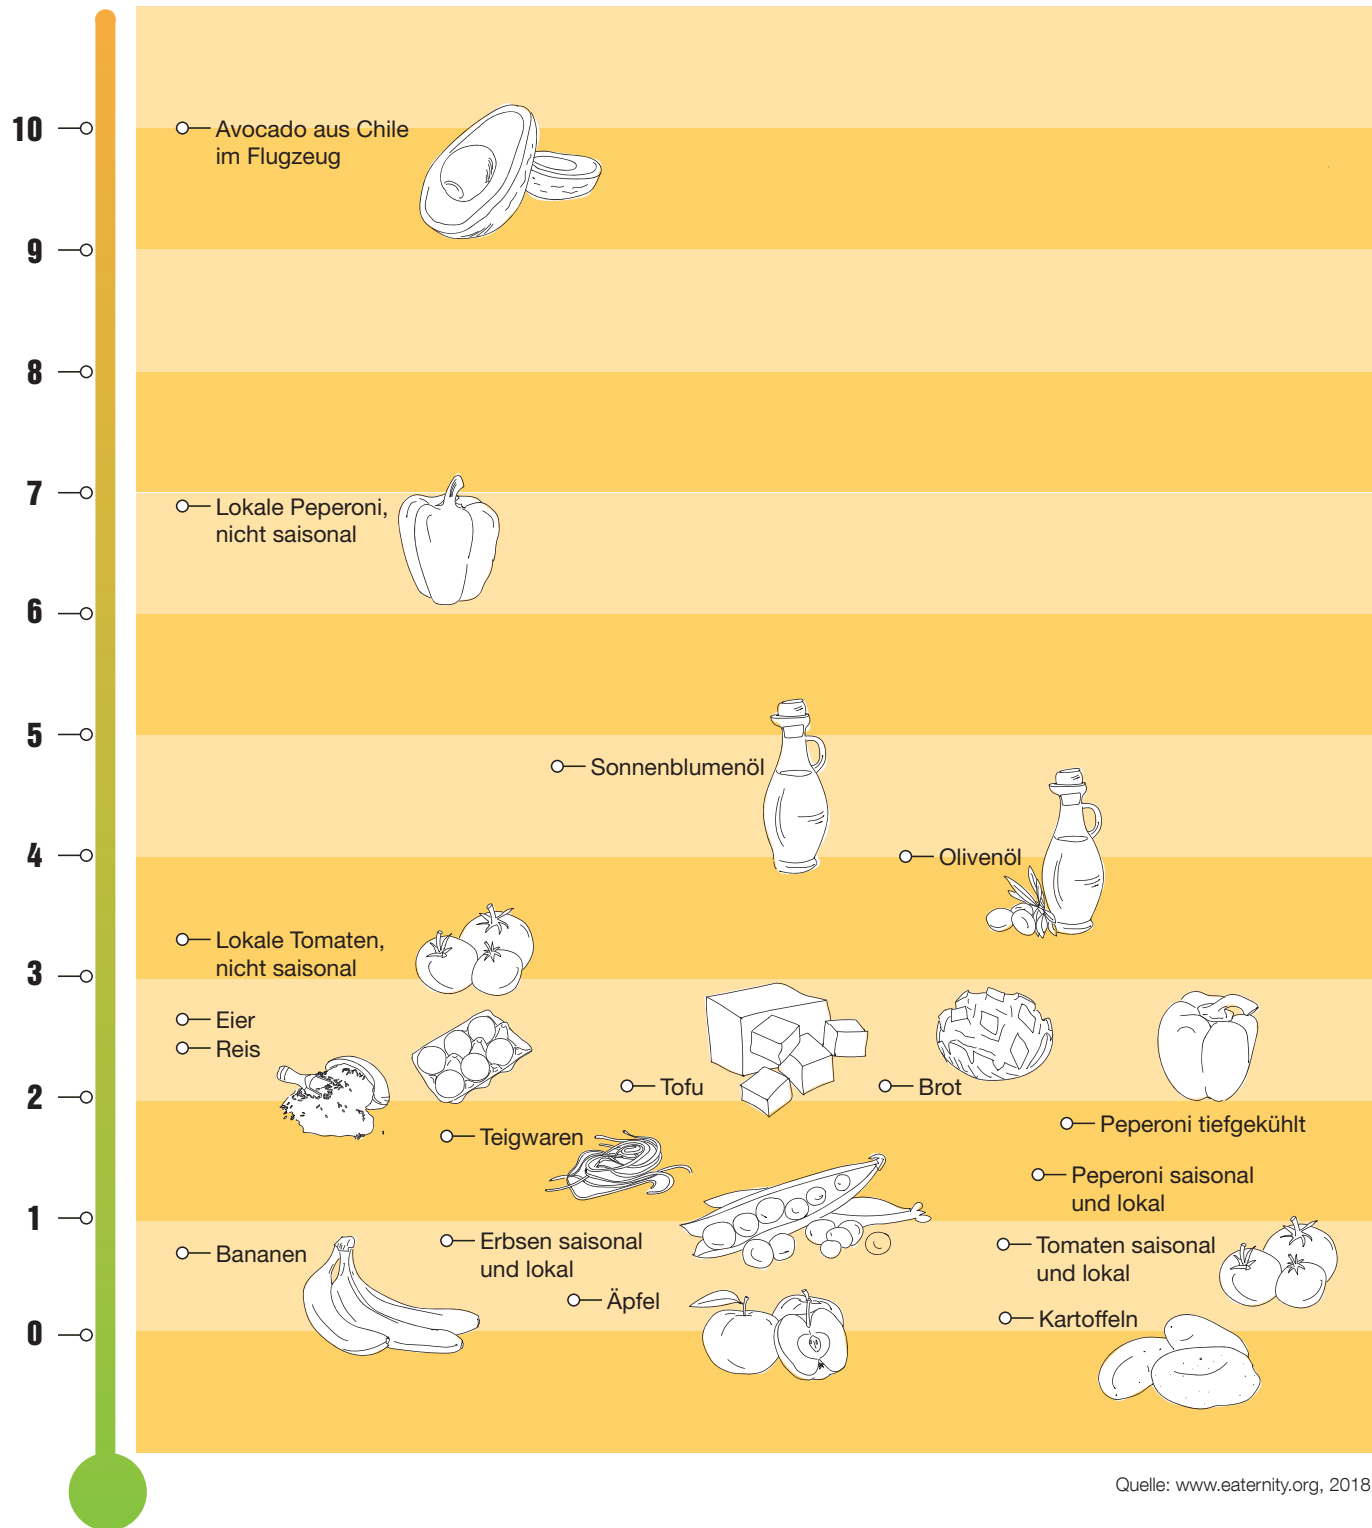 10
Avocado aus Chile
im Flugzeug
9
8
7
Lokale Peperoni,
nicht saisonal
6
5
Sonnenblumenöl
4
Olivenöl
Lokale Tomaten,
nicht saisonal
3
Eier
Reis
2
Tofu
Brot
Peperoni tiefgekühlt
Teigwaren
Peperoni saisonal
und lokal
1
Bananen
Erbsen saisonal
und lokal
Tomaten saisonal
und lokal
Äpfel
Kartoffeln
0
Quelle: www.eaternity.org, 2018